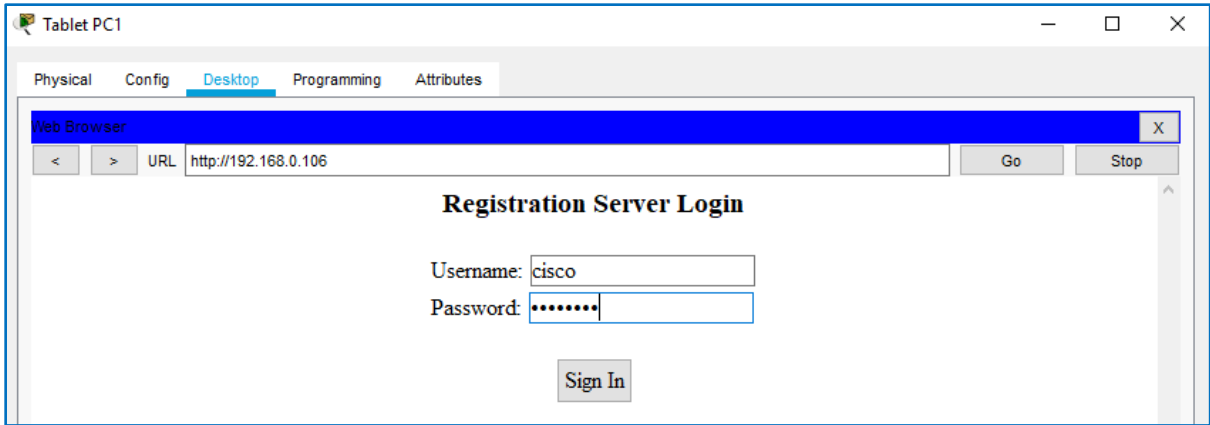 Tablet PC1
Physical Config Desktop Programming Attributes
Web Browser
X
< > URL http://192.168.0.106 Go Stop
Registration Server Login
Username: cisco
Password: ••••••••
Sign In